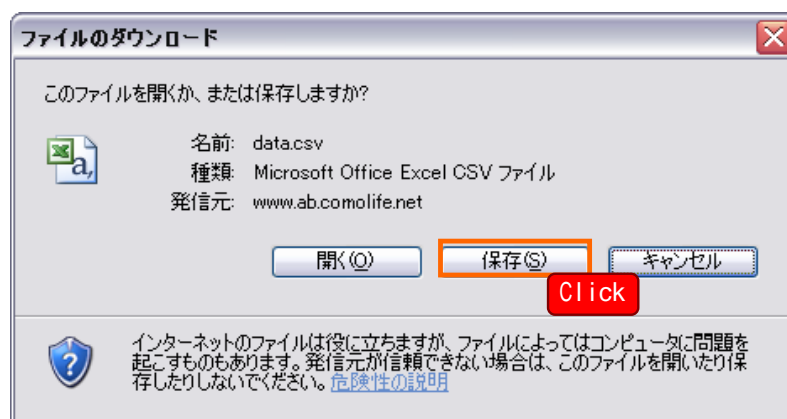 ファイルのダウンロード
このファイルを開くか、または保存しますか?
名前: data.csv
種類: Microsoft Office Excel CSV ファイル
発信元: www.ab.comolife.net
開く(O) 保存(S) キャンセル
Click
インターネットのファイルは役に立ちますが、ファイルによってはコンピュータに問題を
起こすものもあります。発信元が信頼できない場合は、このファイルを開いたり保
存したりしないでください。危険性の説明